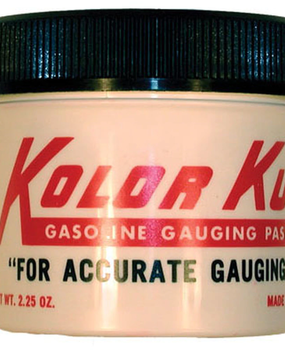 KOLOR KU
GASOLINE GAUGING PAS
"FOR ACCURATE GAUGING
T WT. 2.25 OZ.
MADE